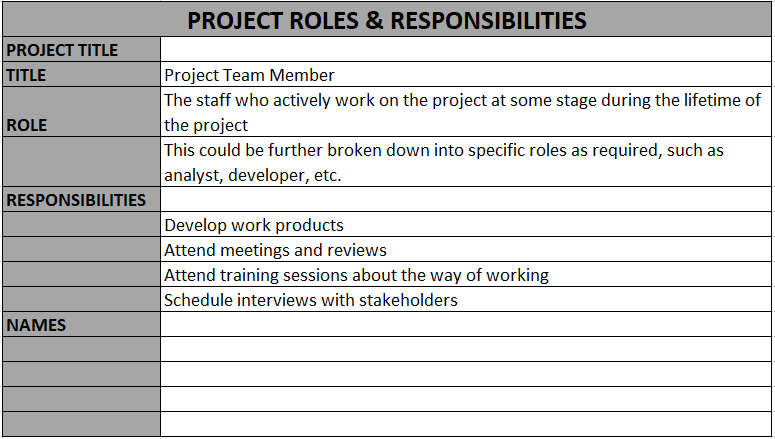 PROJECT ROLES & RESPONSIBILITIES
PROJECT TITLE
TITLE Project Team Member
ROLE The staff who actively work on the project at some stage during the lifetime of
the project
This could be further broken down into specific roles as required, such as
analyst, developer, etc.
RESPONSIBILITIES
Develop work products
Attend meetings and reviews
Attend training sessions about the way of working
Schedule interviews with stakeholders
NAMES